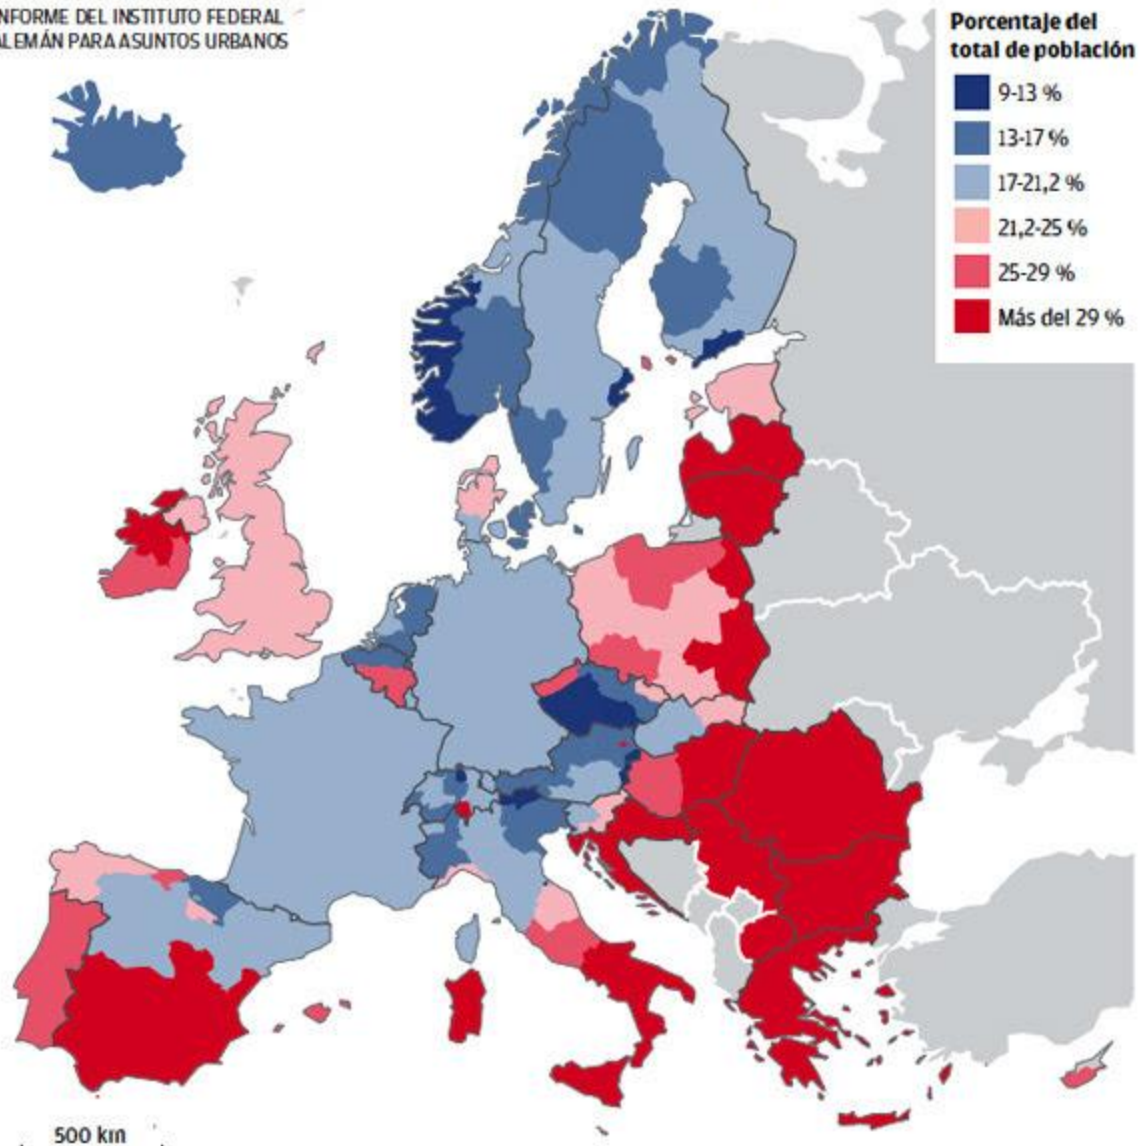 NFORME DEL INSTITUTO FEDERAL
ALEMÁN PARA ASUNTOS URBANOS
Porcentaje del
total de población
9-13 %
13-17 %
17-21,2 %
21,2-25 %
25-29 %
Más del 29 %
500 km